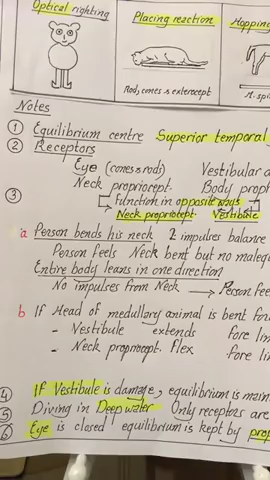 Optical righting
Placing reaction
Hopping
Rod, cones & exterocept
M. spi
Notes
① Equilibrium centre Superior temporal
② Receptors
Eye (cones & rods) Vestibular a
Neck propriocept. Body prop
③ Function in opposite ways
Neck propriocept. Vestibule
a Person bends his neck 2 impulses balance
Person feels Neck bent but no maleq
Entire body leans in one direction
No impulses from Neck → Person fee
b If Head of medullary animal is bent for
- Vestibule extends fore lim
- Neck propriocept. flex fore lin
④ If Vestibule is damage, equilibrium is main
⑤ Diving in Deep water Only receptors are
⑥ Eye is closed equilibrium is kept by prop